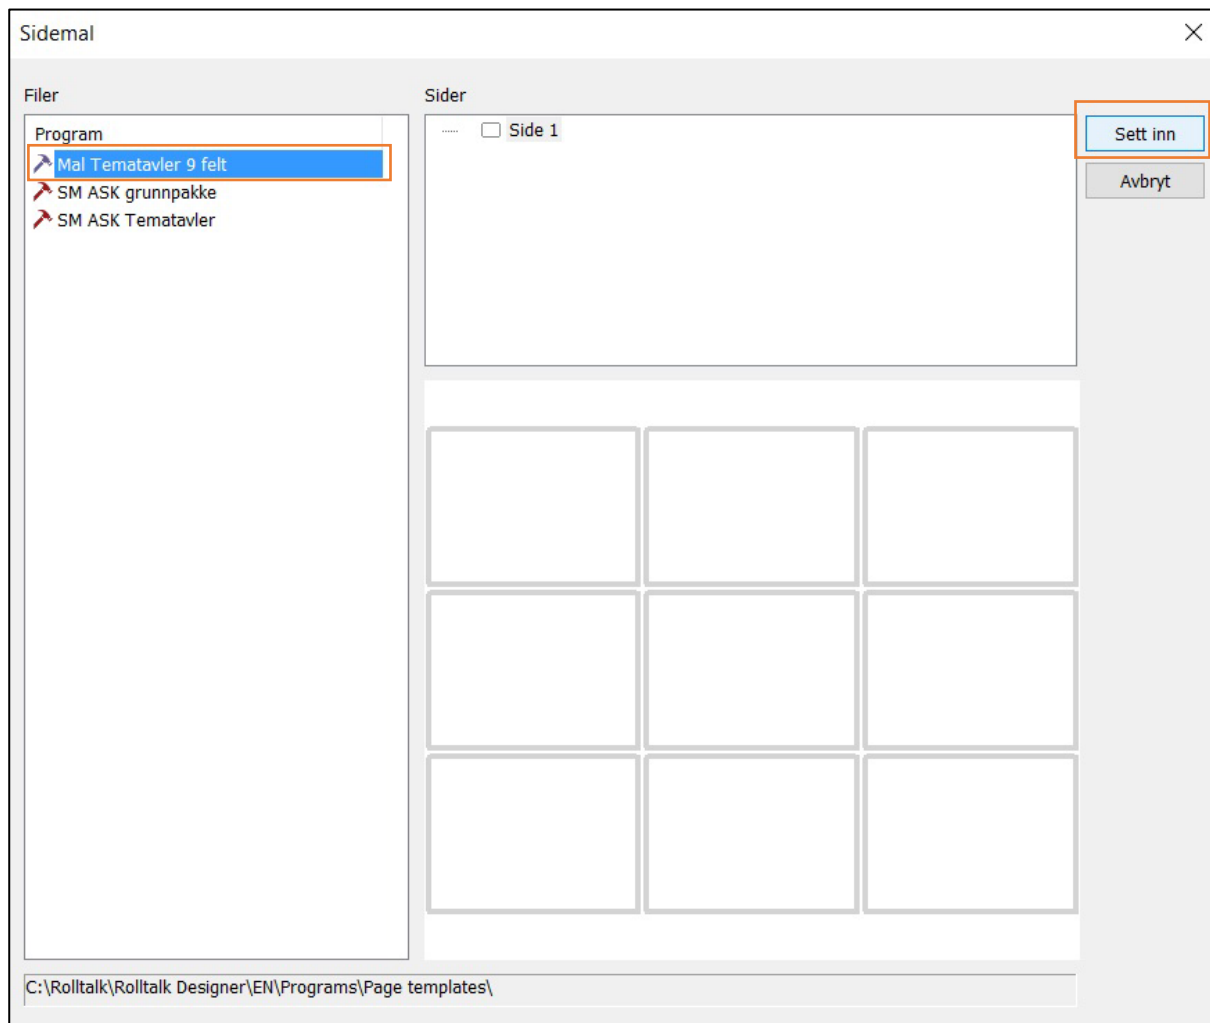 Sidemal
Filer
Program
Mal Tematavler 9 felt
SM ASK grunnpakke
SM ASK Tematavler
Sider
Side 1
Sett inn
Avbryt
C:\Rolltalk\Rolltalk Designer\EN\Programs\Page templates\